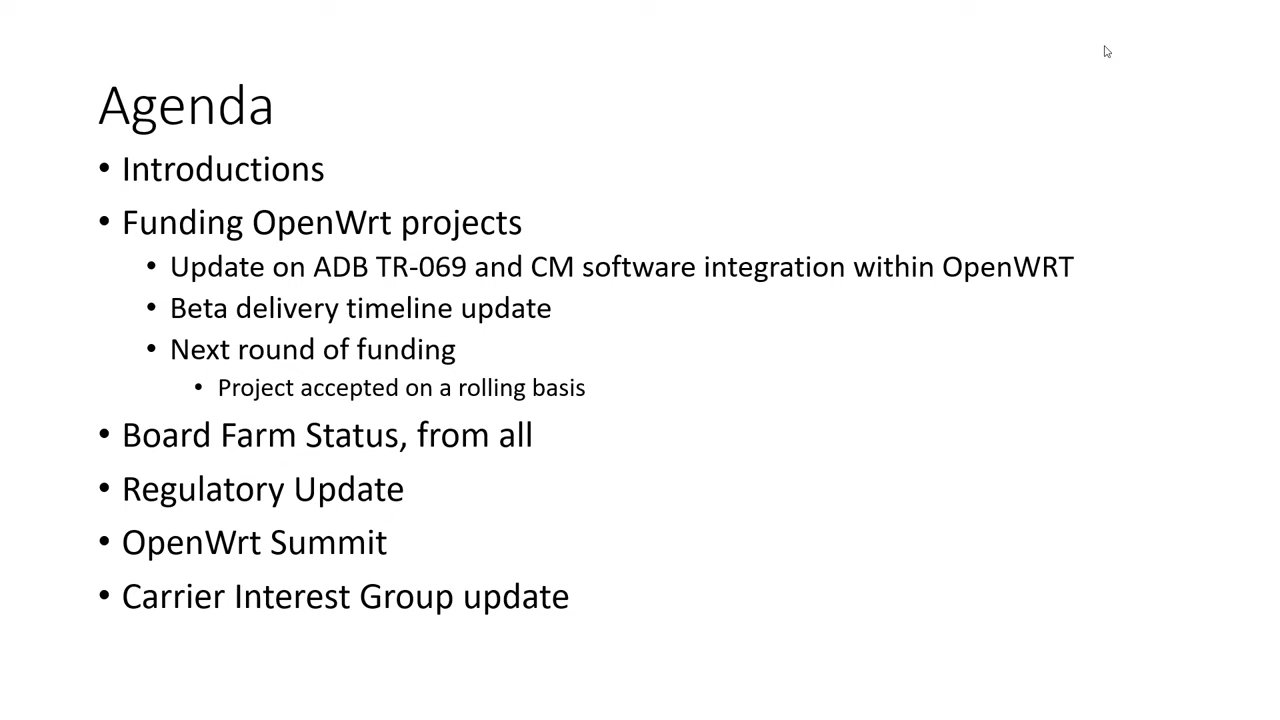 Agenda
• Introductions
• Funding OpenWrt projects
• Update on ADB TR-069 and CM software integration within OpenWRT
• Beta delivery timeline update
• Next round of funding
• Project accepted on a rolling basis
• Board Farm Status, from all
• Regulatory Update
• OpenWrt Summit
• Carrier Interest Group update